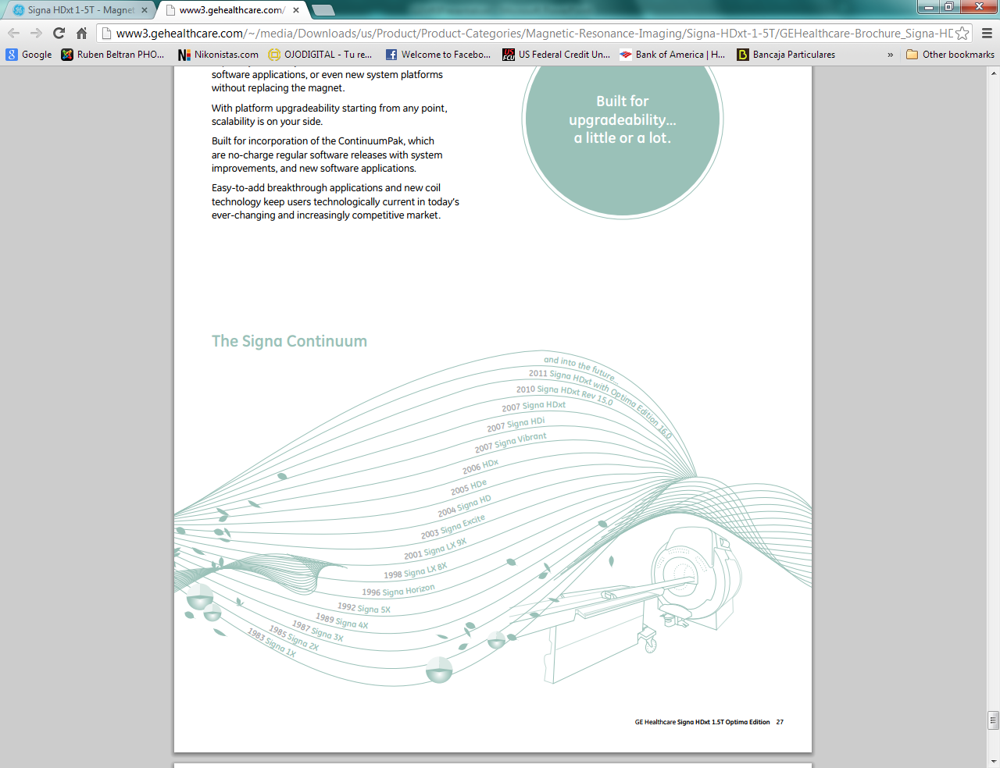 Signa HDxt 1-5T - Magnet
www3.gehealthcare.com/
www3.gehealthcare.com/~/media/Downloads/us/Product/Product-Categories/Magnetic-Resonance-Imaging/Signa-HDxt-1-5T/GEHealthcare-Brochure_Signa-HD
Google
Ruben Beltran PHO...
Nikonistas.com
OJODIGITAL - Tu re...
Welcome to Facebo...
US Federal Credit Un...
Bank of America | H...
Bancaja Particulares
»
Other bookmarks
software applications, or even new system platforms
without replacing the magnet.
With platform upgradeability starting from any point,
scalability is on your side.
Built for incorporation of the ContinuumPak, which
are no-charge regular software releases with system
improvements, and new software applications.
Easy-to-add breakthrough applications and new coil
technology keep users technologically current in today's
ever-changing and increasingly competitive market.
Built for
upgradeability...
a little or a lot.
The Signa Continuum
and into the future...
2011 Signa HDxt with Optima Edition 16.0
2010 Signa HDxt Rev 15.0
2007 Signa HDxt
2007 Signa HDi
2007 Signa Vibrant
2006 HDx
2005 HDe
2004 Signa HD
2003 Signa Excite
2001 Signa LX 9X
1998 Signa LX 8X
1996 Signa Horizon
1992 Signa 5X
1989 Signa 4X
1987 Signa 3X
1985 Signa 2X
1983 Signa 1X
GE Healthcare Signa HDxt 1.5T Optima Edition 27